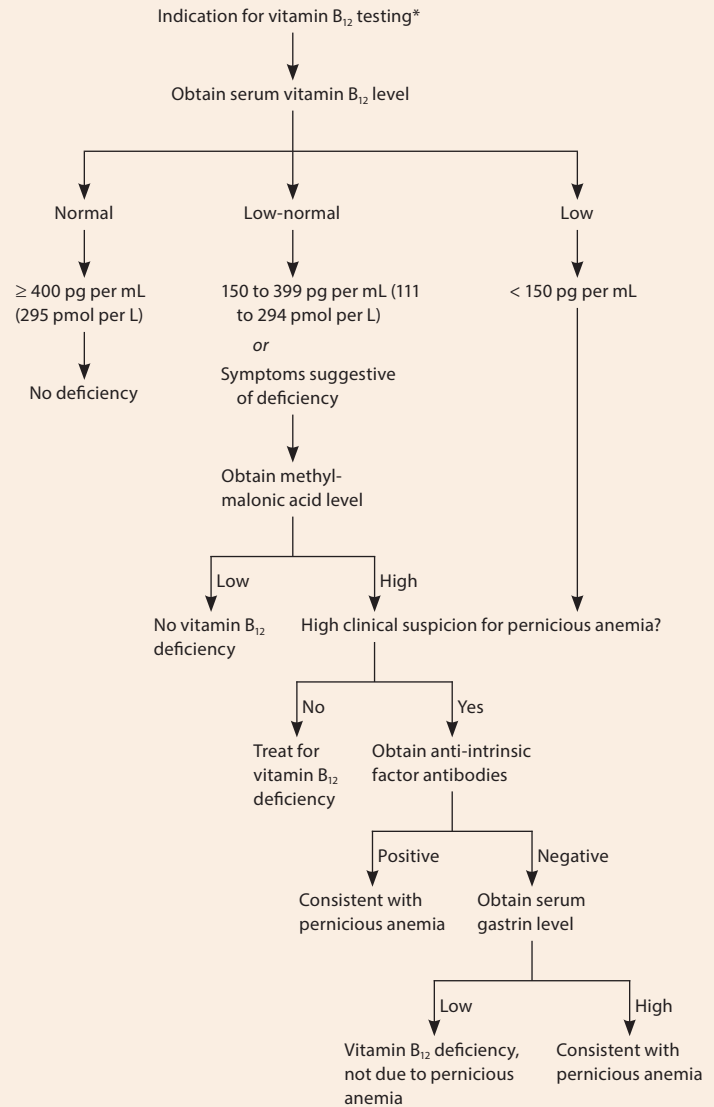 Indication for vitamin B₁₂ testing*
Obtain serum vitamin B₁₂ level
Normal
Low-normal
Low
≥ 400 pg per mL
(295 pmol per L)
150 to 399 pg per mL (111
to 294 pmol per L)
< 150 pg per mL
or
No deficiency
Symptoms suggestive
of deficiency
Obtain methyl-
malonic acid level
Low
High
No vitamin B₁₂
deficiency
High clinical suspicion for pernicious anemia?
No
Yes
Treat for
vitamin B₁₂
deficiency
Obtain anti-intrinsic
factor antibodies
Positive
Negative
Consistent with
pernicious anemia
Obtain serum
gastrin level
Low
High
Vitamin B₁₂ deficiency,
not due to pernicious
anemia
Consistent with
pernicious anemia